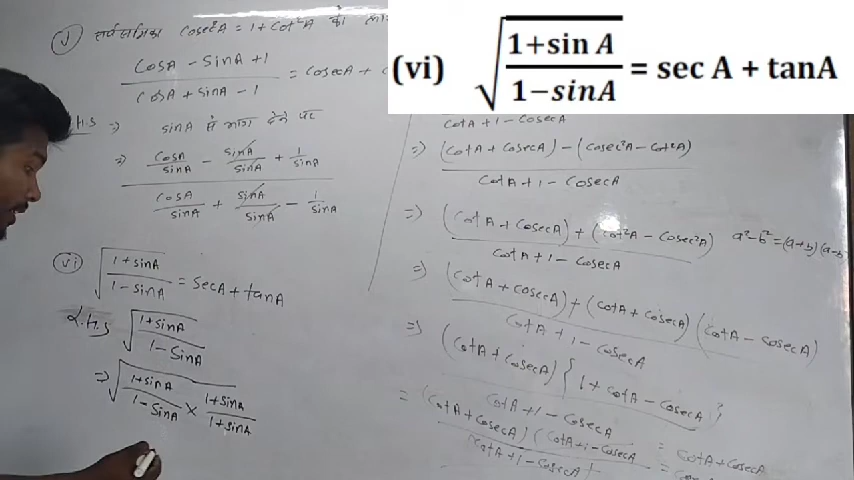 (v) सर्वसमिका Cosec²A = 1 + Cot²A
CosA - SinA + 1 / CosA + SinA - 1 = CosecA +
H.S ⇒ sinA से भाग देने पर
⇒ CosA/sinA - SinA/SinA + 1/SinA
CosA/sinA + SinA/SinA - 1/SinA
(vi) √(1 + sinA / 1 - SinA) = SecA + tanA
L.H.S √(1 + sinA / 1 - SinA)
⇒ √(1 + sinA / 1 - SinA × 1 + SinA / 1 + SinA)
(vi) √(1+sin A / 1−sinA) = sec A + tanA
CotA + 1 - CosecA
⇒ (CotA + CosecA) - (Cosec²A - Cot²A) / CotA + 1 - CosecA
⇒ (CotA + CosecA) + (Cot²A - Cosec²A) / CotA + 1 - CosecA a²-b² = (a+b)(a-b
⇒ (CotA + CosecA) + (CotA + CosecA) (CotA - CosecA) / CotA + 1 - CosecA
⇒ (CotA + CosecA) { 1 + CotA - CosecA } / CotA + 1 - CosecA
= (CotA + CosecA) (CotA + 1 - CosecA) / CotA + 1 - CosecA = CotA + CosecA